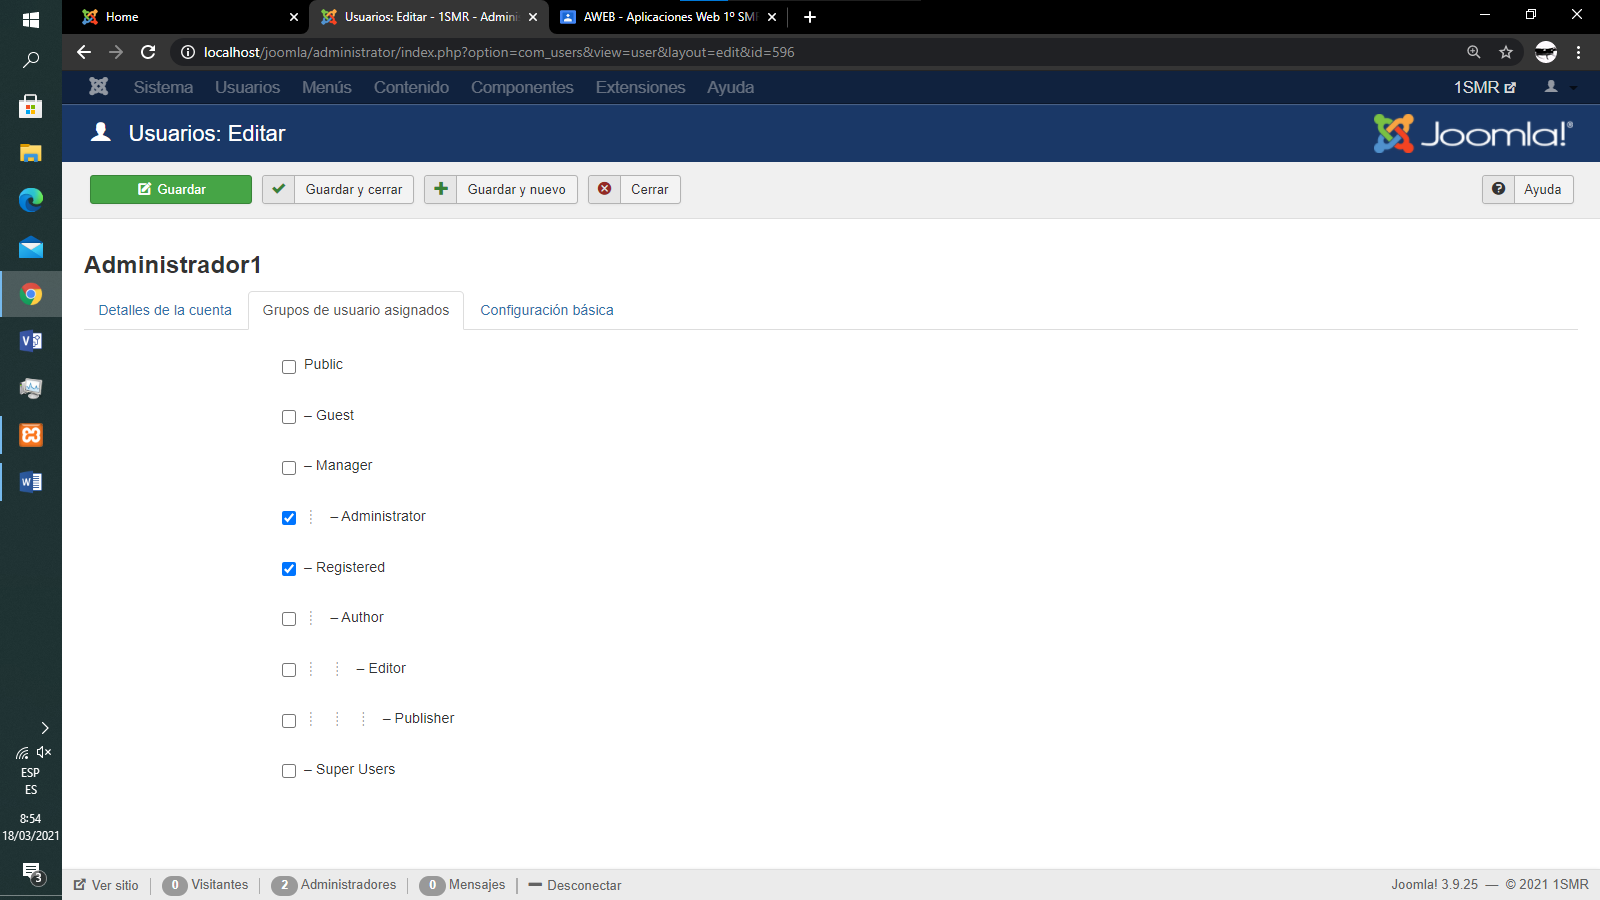 Home
Usuarios: Editar - 1SMR - Admini
AWEB - Aplicaciones Web 1º SM
localhost/joomla/administrator/index.php?option=com_users&view=user&layout=edit&id=596
Sistema Usuarios Menús Contenido Componentes Extensiones Ayuda 1SMR
Usuarios: Editar
Joomla!®
Guardar Guardar y cerrar Guardar y nuevo Cerrar Ayuda
Administrador1
Detalles de la cuenta Grupos de usuario asignados Configuración básica
Public
– Guest
– Manager
– Administrator
– Registered
– Author
– Editor
– Publisher
– Super Users
ESP
ES
8:54
18/03/2021
3
Ver sitio 0 Visitantes 2 Administradores 0 Mensajes Desconectar Joomla! 3.9.25 — © 2021 1SMR